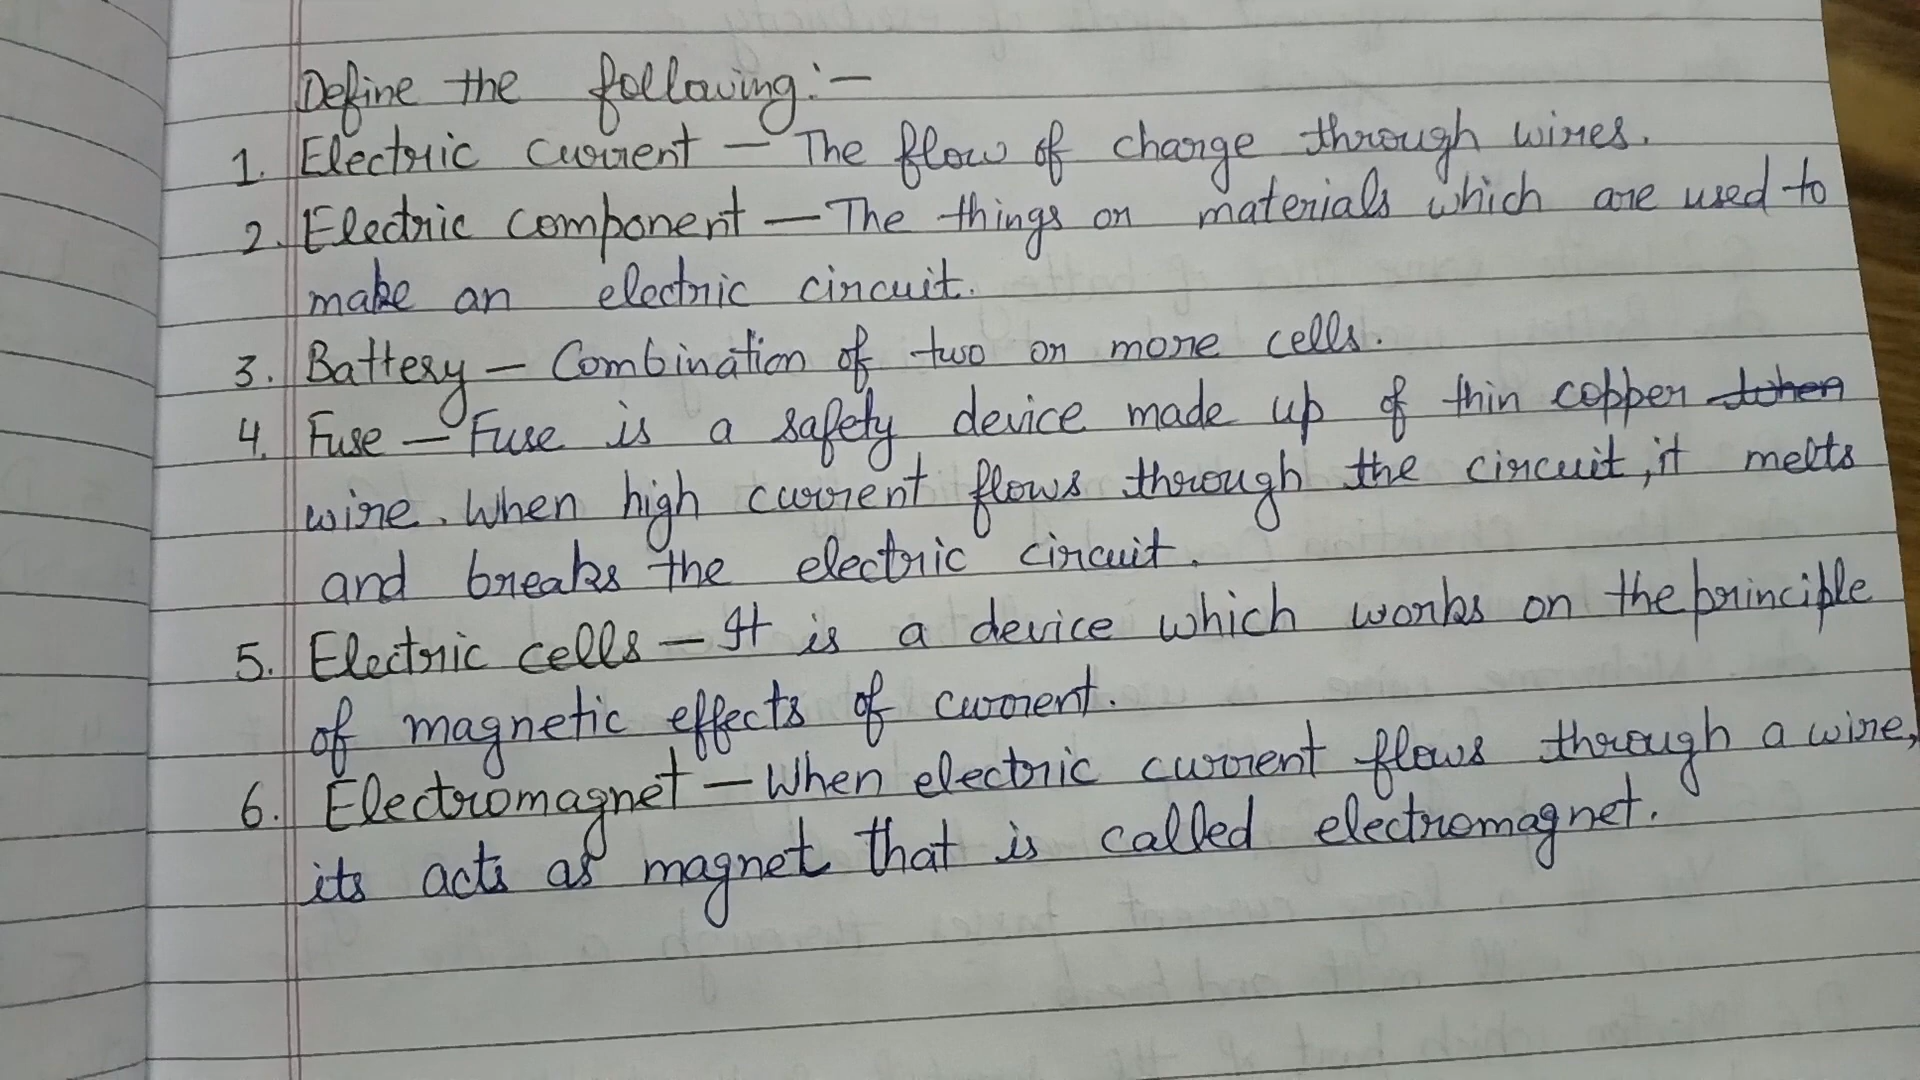 Define the following:-
1. Electric current - The flow of charge through wires.
2. Electric component - The things or materials which are used to
make an electric circuit.
3. Battery - Combination of two or more cells.
4. Fuse - Fuse is a safety device made up of thin copper
wire. When high current flows through the circuit, it melts
and breaks the electric circuit.
5. Electric cells - It is a device which works on the principle
of magnetic effects of current.
6. Electromagnet - When electric current flows through a wire,
its acts as magnet that is called electromagnet.